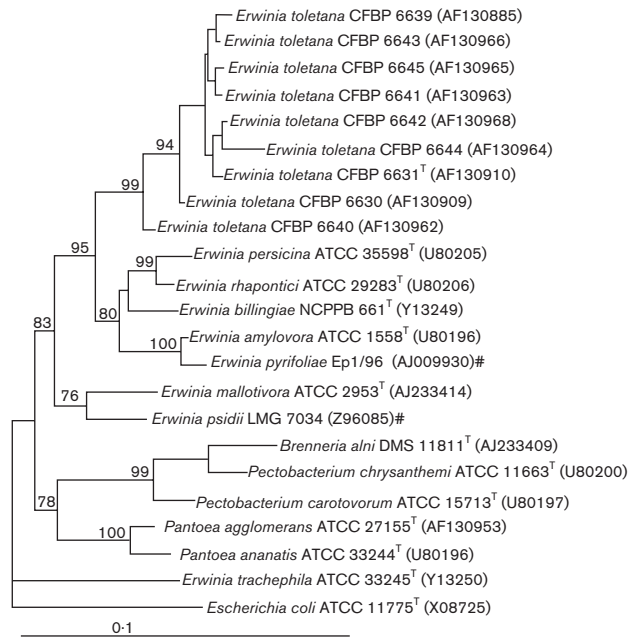 Erwinia toletana CFBP 6639 (AF130885)
Erwinia toletana CFBP 6643 (AF130966)
Erwinia toletana CFBP 6645 (AF130965)
Erwinia toletana CFBP 6641 (AF130963)
Erwinia toletana CFBP 6642 (AF130968)
94
Erwinia toletana CFBP 6644 (AF130964)
Erwinia toletana CFBP 6631T (AF130910)
99
Erwinia toletana CFBP 6630 (AF130909)
Erwinia toletana CFBP 6640 (AF130962)
95
Erwinia persicina ATCC 35598T (U80205)
99
Erwinia rhapontici ATCC 29283T (U80206)
Erwinia billingiae NCPPB 661T (Y13249)
80
83
Erwinia amylovora ATCC 1558T (U80196)
100
Erwinia pyrifoliae Ep1/96 (AJ009930)#
Erwinia mallotivora ATCC 2953T (AJ233414)
76
Erwinia psidii LMG 7034 (Z96085)#
Brenneria alni DMS 11811T (AJ233409)
99
Pectobacterium chrysanthemi ATCC 11663T (U80200)
78
Pectobacterium carotovorum ATCC 15713T (U80197)
Pantoea agglomerans ATCC 27155T (AF130953)
100
Pantoea ananatis ATCC 33244T (U80196)
Erwinia trachephila ATCC 33245T (Y13250)
Escherichia coli ATCC 11775T (X08725)
0·1